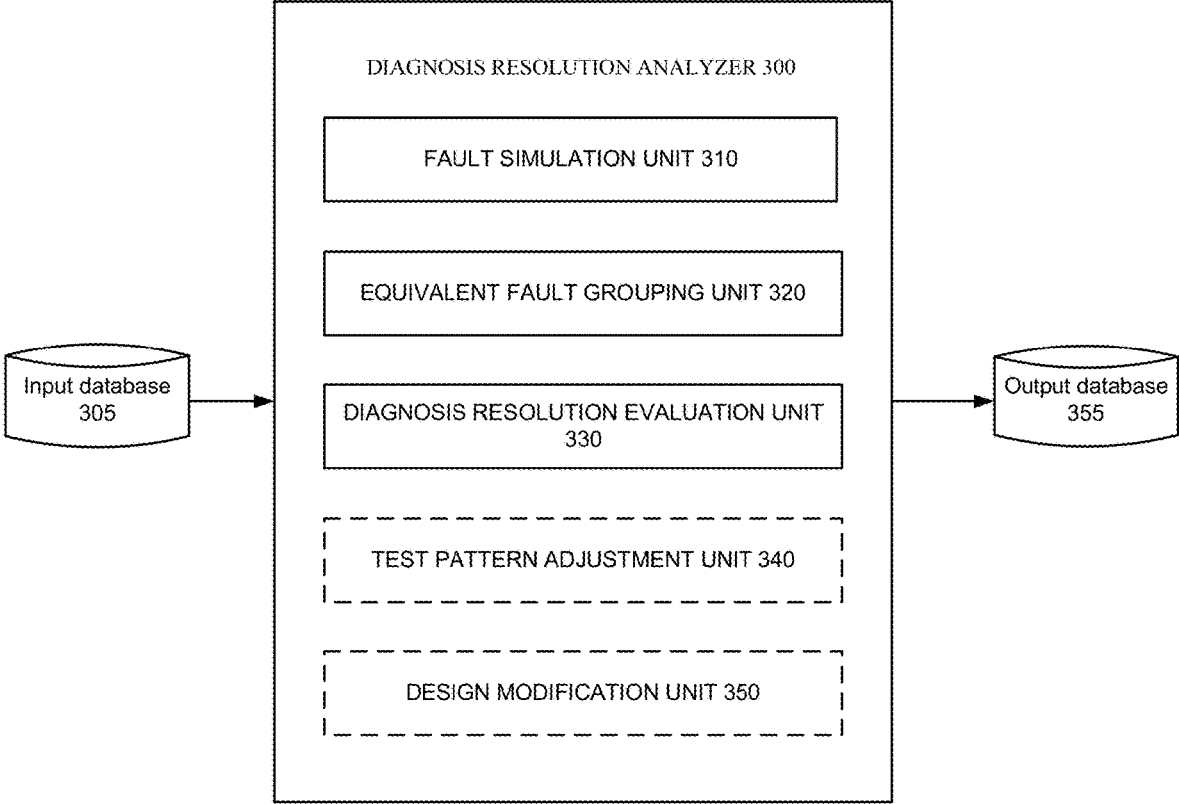 DIAGNOSIS RESOLUTION ANALYZER 300
FAULT SIMULATION UNIT 310
EQUIVALENT FAULT GROUPING UNIT 320
Input database
305
DIAGNOSIS RESOLUTION EVALUATION UNIT
330
Output database
355
TEST PATTERN ADJUSTMENT UNIT 340
DESIGN MODIFICATION UNIT 350